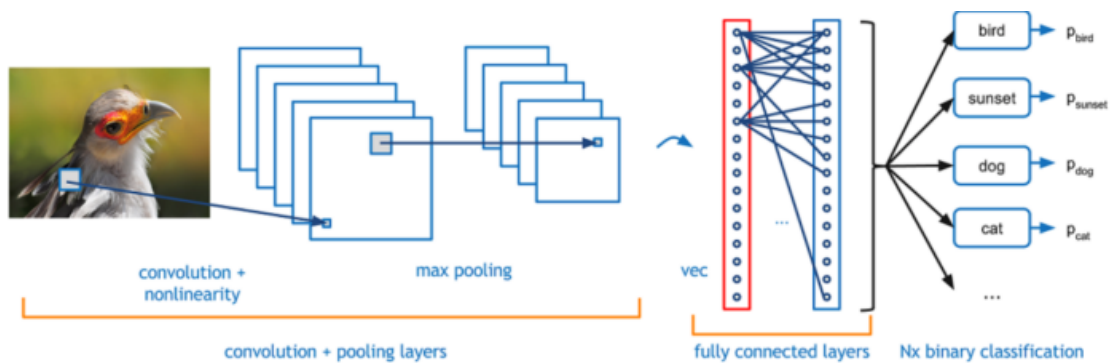 bird
p_bird
sunset
p_sunset
dog
p_dog
cat
p_cat
...
...
convolution +
nonlinearity
max pooling
vec
convolution + pooling layers
fully connected layers
Nx binary classification